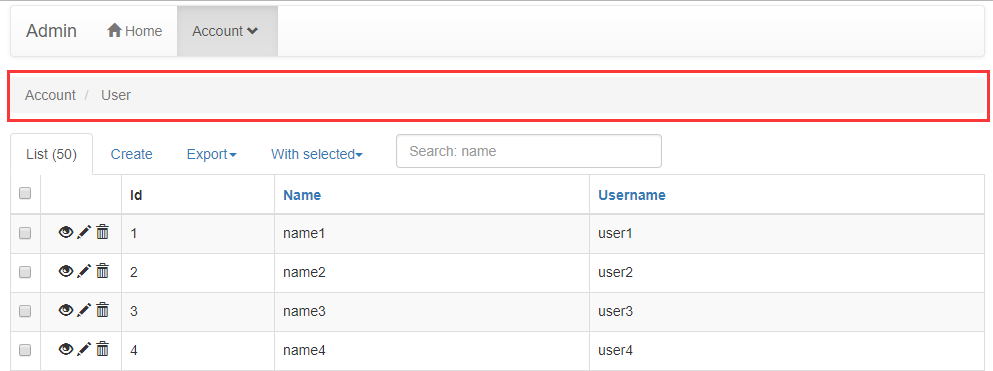 Admin Home Account
Account / User
List (50) Create Export With selected Search: name
Id Name Username
1 name1 user1
2 name2 user2
3 name3 user3
4 name4 user4